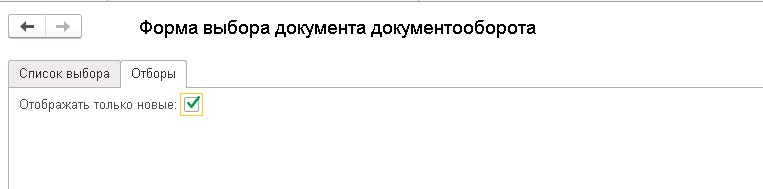 Форма выбора документа документооборота
Список выбора Отборы
Отображать только новые: